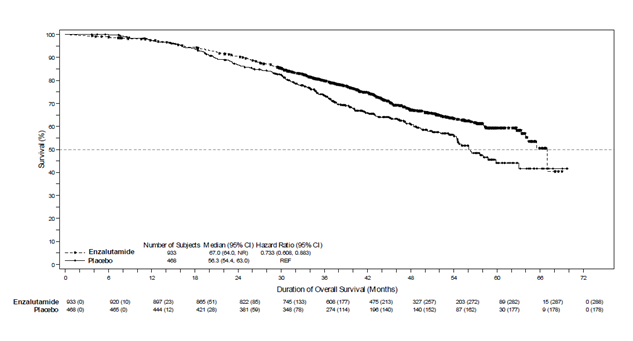 100
90
80
70
60
50
40
30
20
10
0
Survival (%)
Number of Subjects Median (95% CI) Hazard Ratio (95% CI)
Enzalutamide 933 67.0 (64.0, NR) 0.733 (0.608, 0.883)
Placebo 468 56.3 (54.4, 63.0) REF
0 6 12 18 24 30 36 42 48 54 60 66 72
Duration of Overall Survival (Months)
Enzalutamide 933 (0) 920 (10) 897 (23) 865 (51) 822 (85) 745 (133) 608 (177) 475 (213) 327 (257) 203 (272) 89 (282) 15 (287) 0 (288)
Placebo 468 (0) 465 (0) 444 (12) 421 (28) 381 (59) 348 (78) 274 (114) 196 (140) 140 (152) 87 (162) 30 (177) 9 (178) 0 (178)